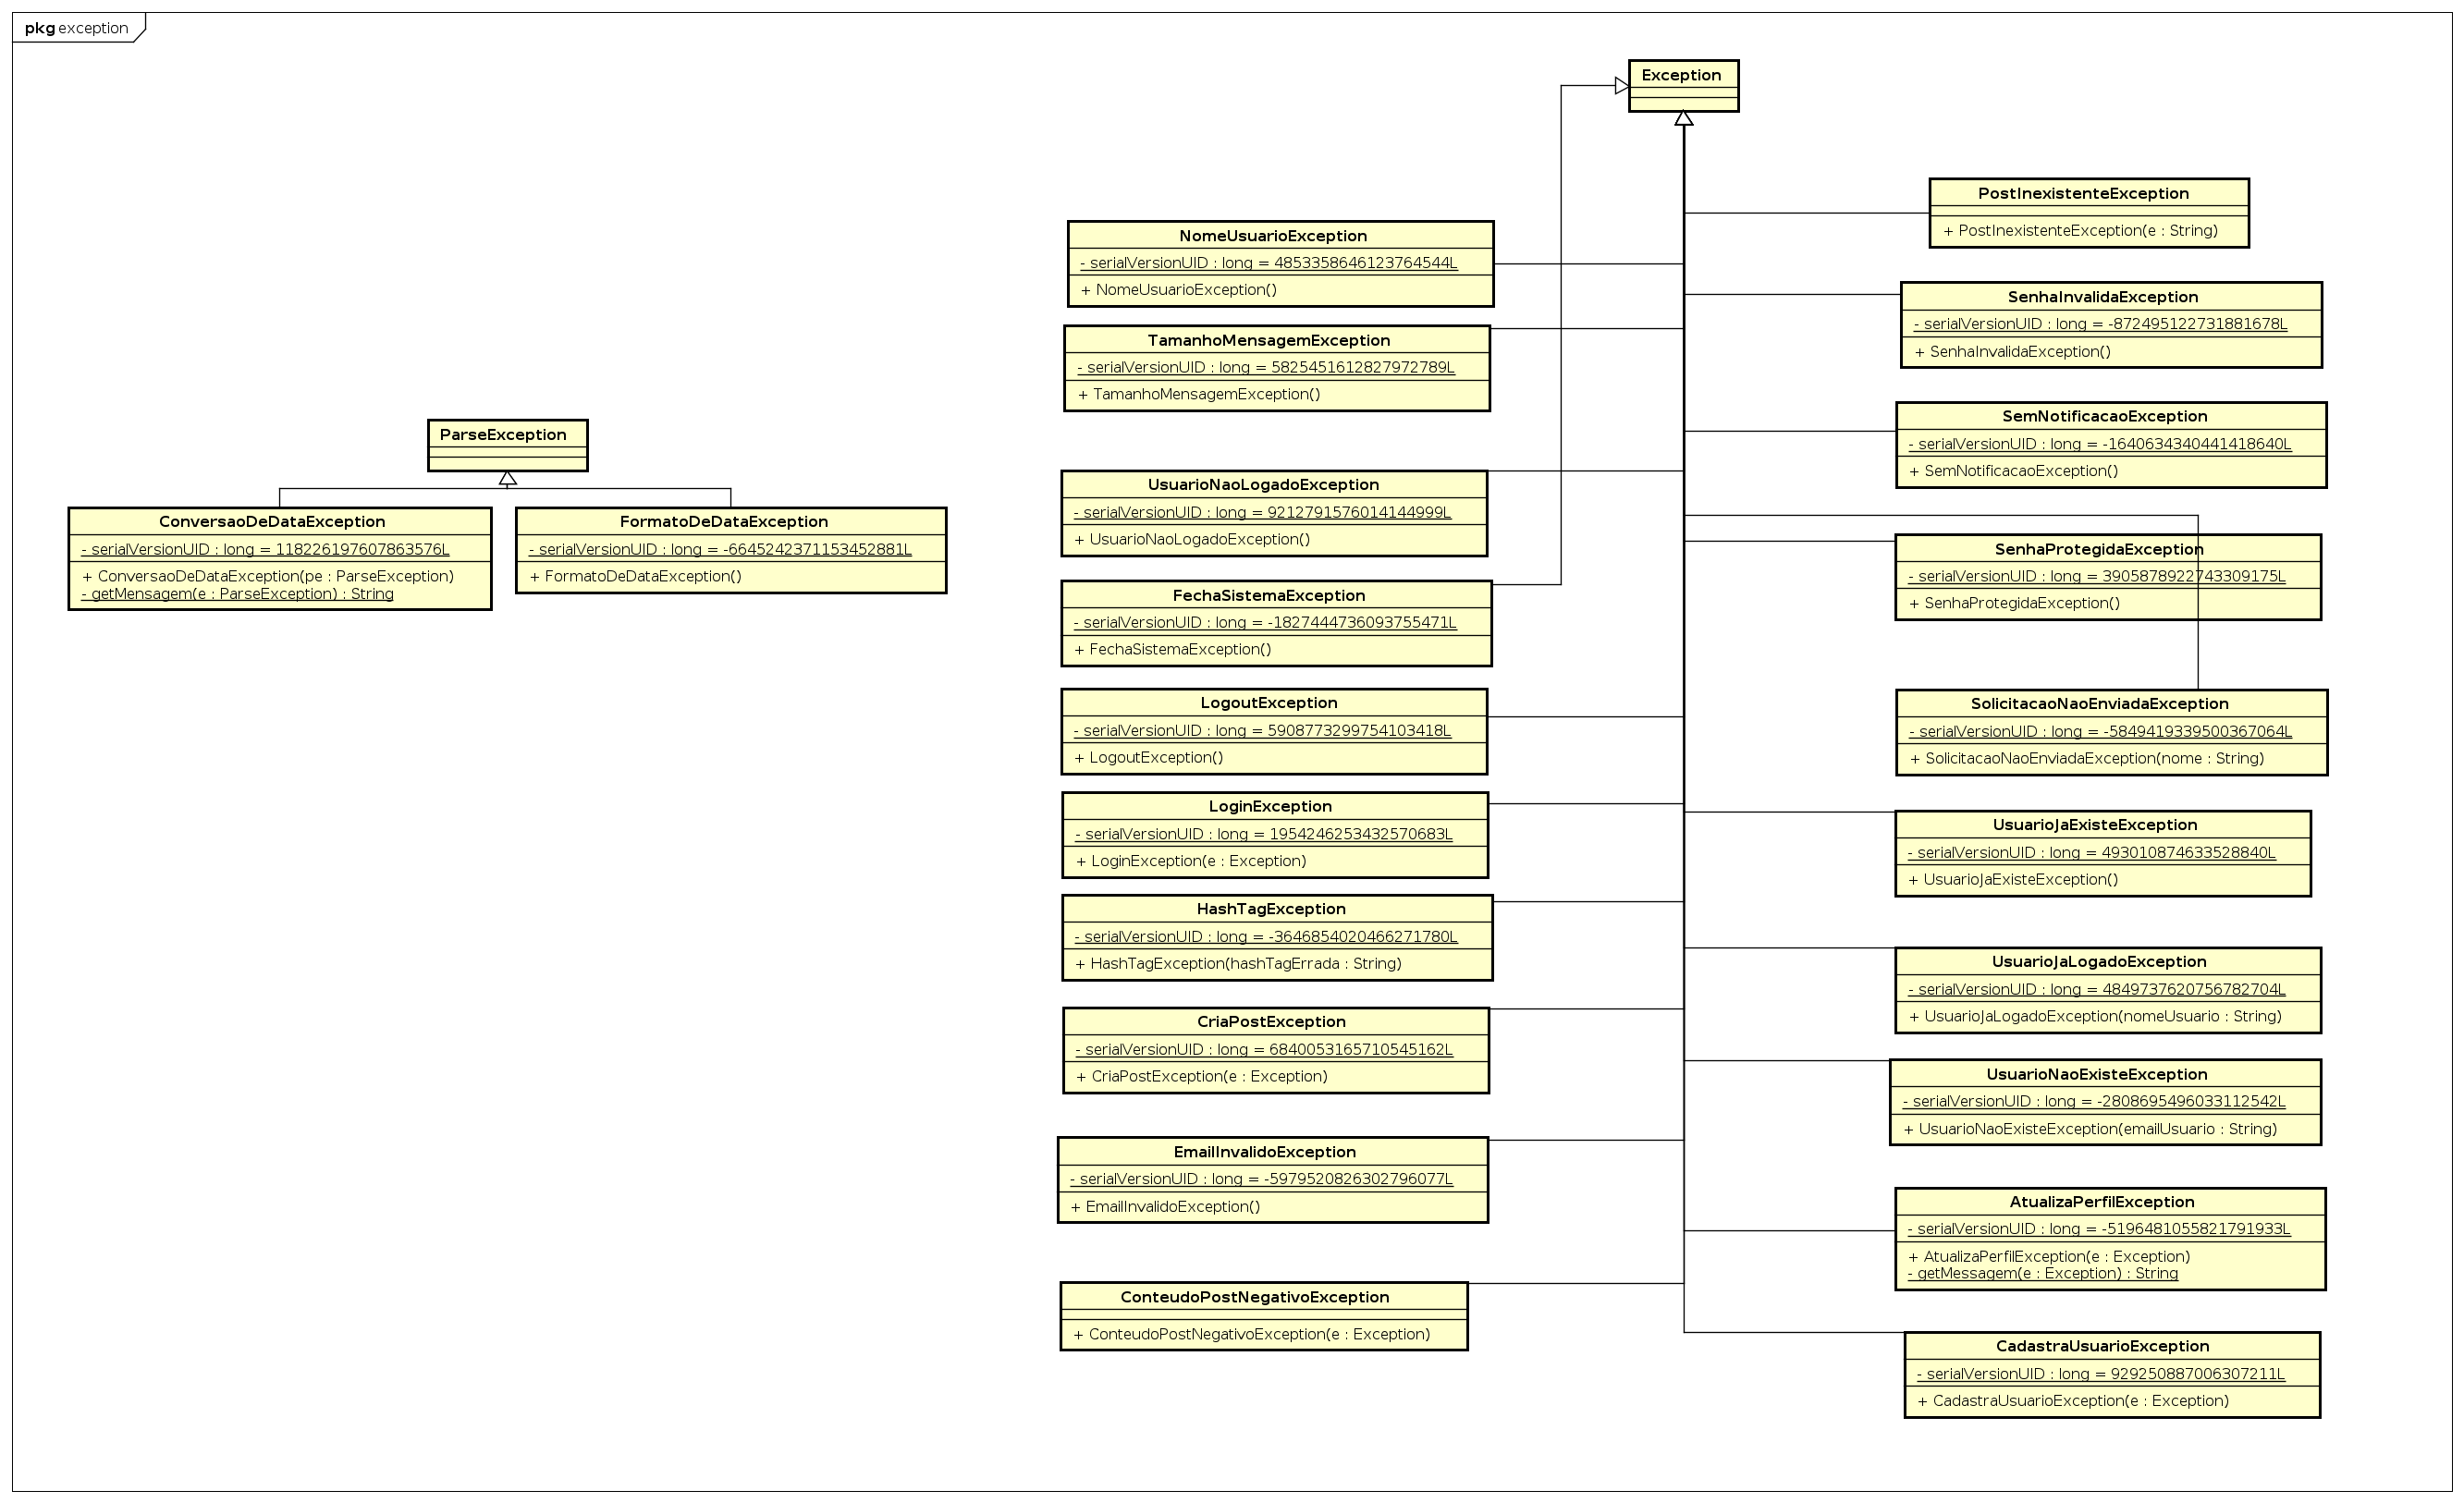 pkg exception
Exception
ParseException
ConversaoDeDataException
- serialVersionUID : long = 118226197607863576L
+ ConversaoDeDataException(pe : ParseException)
- getMensagem(e : ParseException) : String
FormatoDeDataException
- serialVersionUID : long = -6645242371153452881L
+ FormatoDeDataException()
NomeUsuarioException
- serialVersionUID : long = 4853358646123764544L
+ NomeUsuarioException()
TamanhoMensagemException
- serialVersionUID : long = 5825451612827972789L
+ TamanhoMensagemException()
UsuarioNaoLogadoException
- serialVersionUID : long = 9212791576014144999L
+ UsuarioNaoLogadoException()
FechaSistemaException
- serialVersionUID : long = -1827444736093755471L
+ FechaSistemaException()
LogoutException
- serialVersionUID : long = 5908773299754103418L
+ LogoutException()
LoginException
- serialVersionUID : long = 1954246253432570683L
+ LoginException(e : Exception)
HashTagException
- serialVersionUID : long = -3646854020466271780L
+ HashTagException(hashTagErrada : String)
CriaPostException
- serialVersionUID : long = 6840053165710545162L
+ CriaPostException(e : Exception)
EmailInvalidoException
- serialVersionUID : long = -5979520826302796077L
+ EmailInvalidoException()
ConteudoPostNegativoException
+ ConteudoPostNegativoException(e : Exception)
PostInexistenteException
+ PostInexistenteException(e : String)
SenhaInvalidaException
- serialVersionUID : long = -872495122731881678L
+ SenhaInvalidaException()
SemNotificacaoException
- serialVersionUID : long = -1640634340441418640L
+ SemNotificacaoException()
SenhaProtegidaException
- serialVersionUID : long = 3905878922743309175L
+ SenhaProtegidaException()
SolicitacaoNaoEnviadaException
- serialVersionUID : long = -5849419339500367064L
+ SolicitacaoNaoEnviadaException(nome : String)
UsuarioJaExisteException
- serialVersionUID : long = 493010874633528840L
+ UsuarioJaExisteException()
UsuarioJaLogadoException
- serialVersionUID : long = 4849737620756782704L
+ UsuarioJaLogadoException(nomeUsuario : String)
UsuarioNaoExisteException
- serialVersionUID : long = -2808695496033112542L
+ UsuarioNaoExisteException(emailUsuario : String)
AtualizaPerfilException
- serialVersionUID : long = -5196481055821791933L
+ AtualizaPerfilException(e : Exception)
- getMessagem(e : Exception) : String
CadastraUsuarioException
- serialVersionUID : long = 929250887006307211L
+ CadastraUsuarioException(e : Exception)